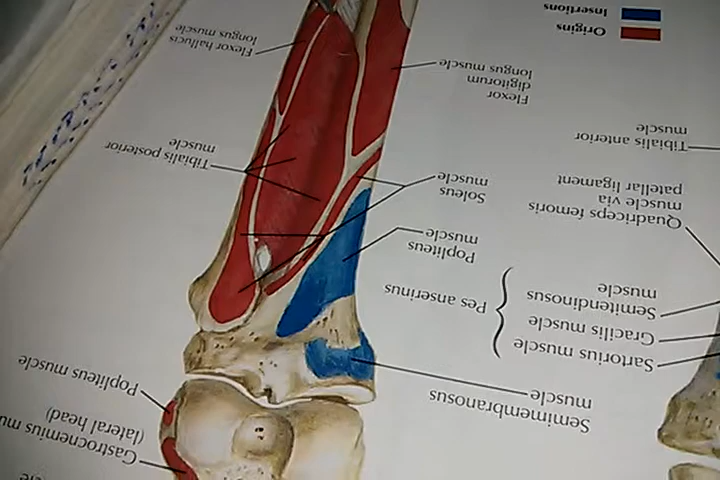 Gastrocnemius mu
(lateral head)
Popliteus muscle
Semimembranosus
muscle
Sartorius muscle
Gracilis muscle
Semitendinosus
muscle
Pes anserinus
Quadriceps femoris
muscle via
patellar ligament
Popliteus
muscle
Soleus
muscle
Tibialis anterior
muscle
Tibialis posterior
muscle
Flexor
digitorum
longus muscle
Flexor hallucis
longus muscle
Origins
Insertions